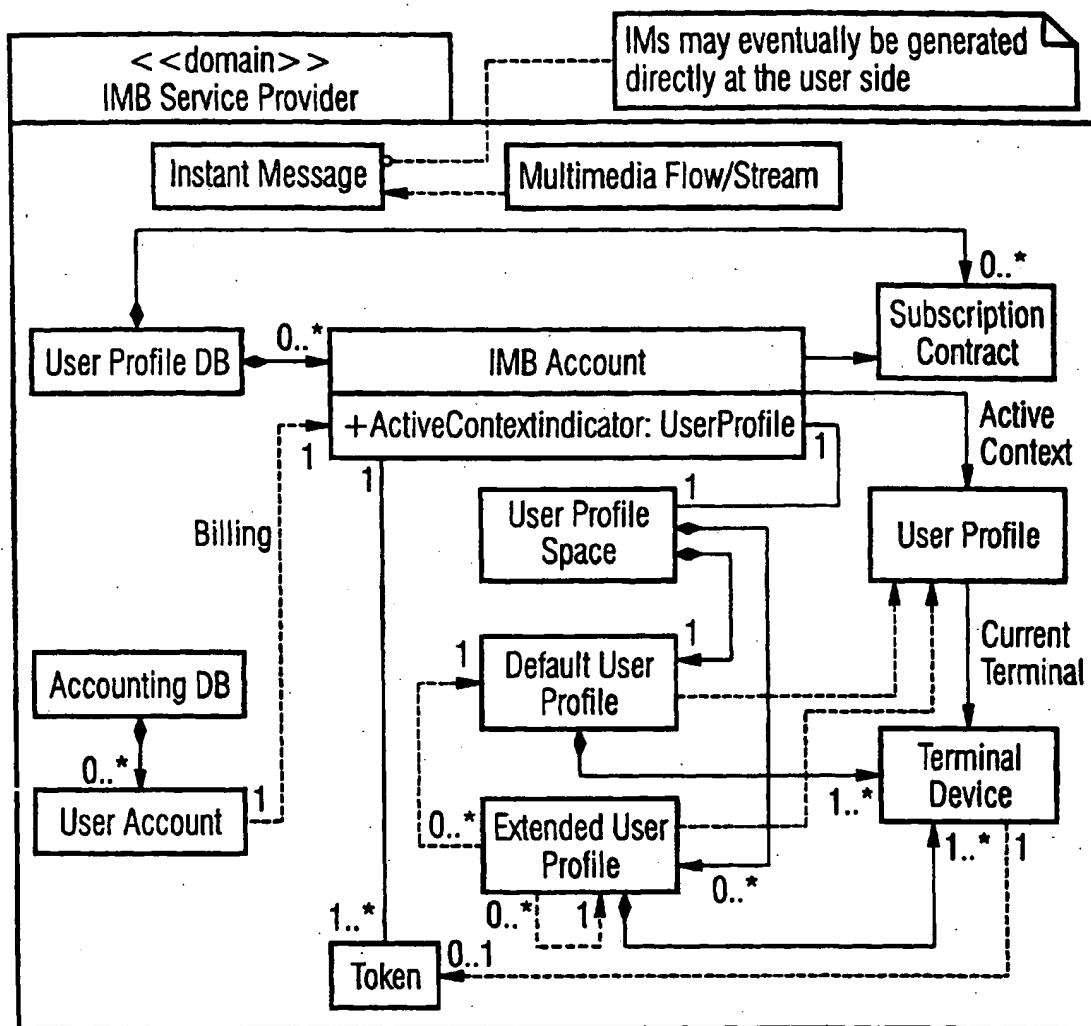 IMs may eventually be generated
directly at the user side
<<domain>>
IMB Service Provider
Instant Message
Multimedia Flow/Stream
0..*
Subscription
Contract
User Profile DB
0..*
IMB Account
+ActiveContextindicator: UserProfile
1
1
1
Active
Context
User Profile
Space
1
User Profile
Billing
Current
Terminal
Accounting DB
0..*
User Account
1
1
Default User
Profile
1
Terminal
Device
1..*
1..*
1
0..*
Extended User
Profile
0..*
0..*
1
1..*
Token
0..1